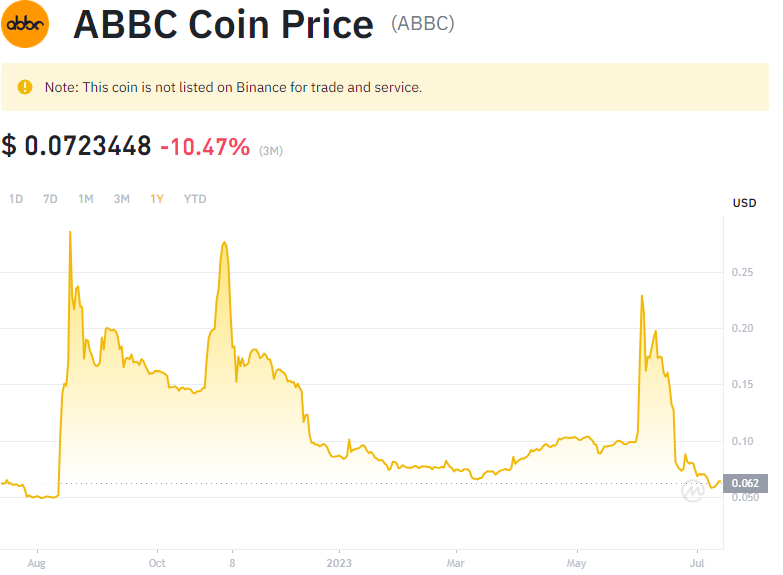 abbc
ABBC Coin Price (ABBC)
Note: This coin is not listed on Binance for trade and service.
$ 0.0723448 -10.47% (3M)
1D 7D 1M 3M 1Y YTD
USD
0.25
0.20
0.15
0.10
0.062
0.050
Aug Oct 8 2023 Mar May Jul